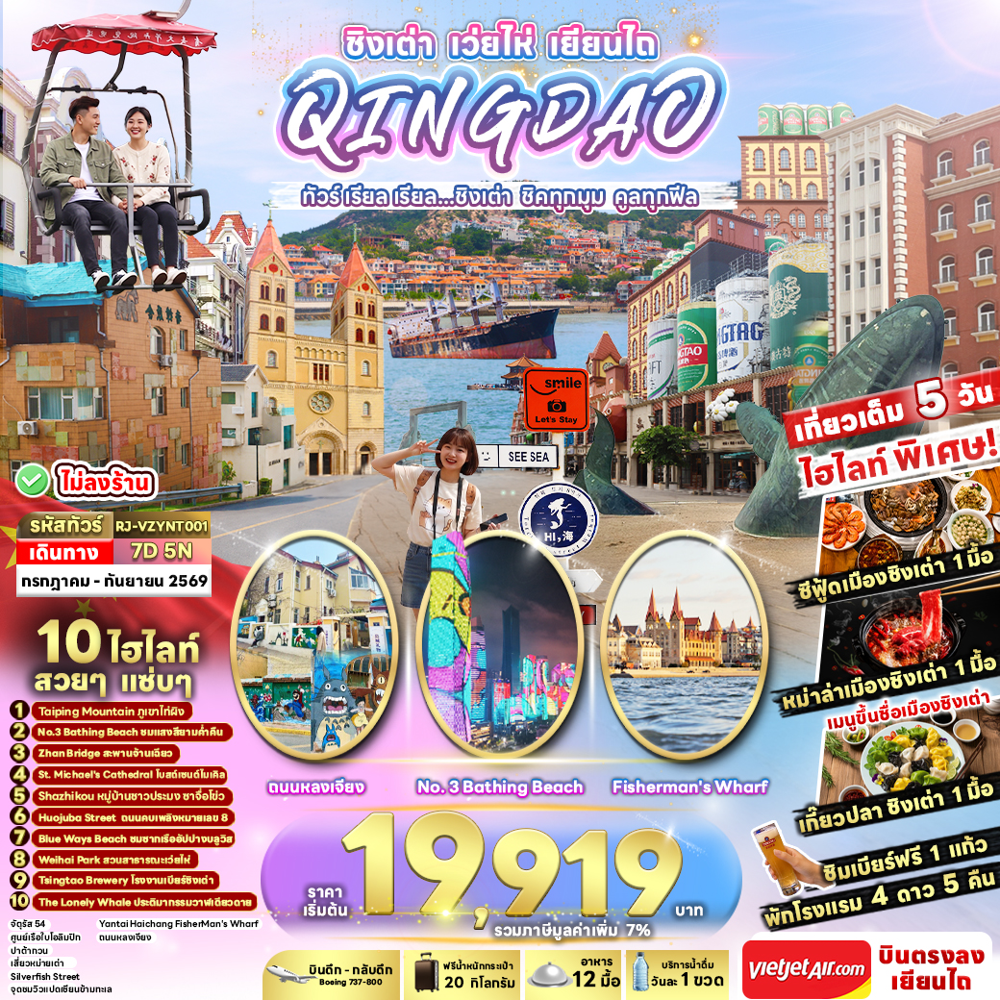 ชิงเต่า เว่ยไห่ เยียนไถ
QINGDAO
ทัวร์ เรียล เรียล...ชิงเต่า ชิคทุกมุม คูลทุกฟีล
smile
Let's Stay
SEE SEA
HI, 海
TSINGTAO
เที่ยวเต็ม 5 วัน
ไฮไลท์ พิเศษ!
ซีฟู้ดเมืองชิงเต่า 1 มื้อ
หม่าล่าเมืองชิงเต่า 1 มื้อ
เมนูขึ้นชื่อเมืองชิงเต่า
เกี๊ยวปลา ชิงเต่า 1 มื้อ
ชิมเบียร์ฟรี 1 แก้ว
พักโรงแรม 4 ดาว 5 คืน
ไม่ลงร้าน
รหัสทัวร์ RJ-VZYNT001
เดินทาง 7D 5N
กรกฎาคม - กันยายน 2569
10 ไฮไลท์
สวยๆ แซ่บๆ
1 Taiping Mountain ภูเขาไท่ผิง
2 No.3 Bathing Beach ชมแสงสียามค่ำคืน
3 Zhan Bridge สะพานจ้านเฉียว
4 St. Michael's Cathedral โบสถ์เซนต์ไมเคิล
5 Shazhikou หมู่บ้านชาวประมง ซาจื่อโข่ว
6 Huojuba Street ถนนคบเพลิงหมายเลข 8
7 Blue Ways Beach ชมซากเรืออัปปางบลูวิส
8 Weihai Park สวนสาธารณะเว่ยไห่
9 Tsingtao Brewery โรงงานเบียร์ชิงเต่า
10 The Lonely Whale ประติมากรรมวาฬเดียวดาย
จัตุรัส 54
ศูนย์เรือใบโอลิมปิก
ปาต้ากวน
เสี่ยวหม่ายเต่า
Silverfish Street
จุดชมวิวแปดเซียนข้ามทะเล
Yantai Haichang FisherMan's Wharf
ถนนหลงเจียง
ถนนหลงเจียง
No. 3 Bathing Beach
Fisherman's Wharf
ราคา
เริ่มต้น
19,919
บาท
รวมภาษีมูลค่าเพิ่ม 7%
บินดึก - กลับดึก
Boeing 737-800
ฟรีน้ำหนักกระเป๋า
20 กิโลกรัม
อาหาร
12 มื้อ
บริการน้ำดื่ม
วันละ 1 ขวด
vietjetAir.com
บินตรงลง
เยียนไถ